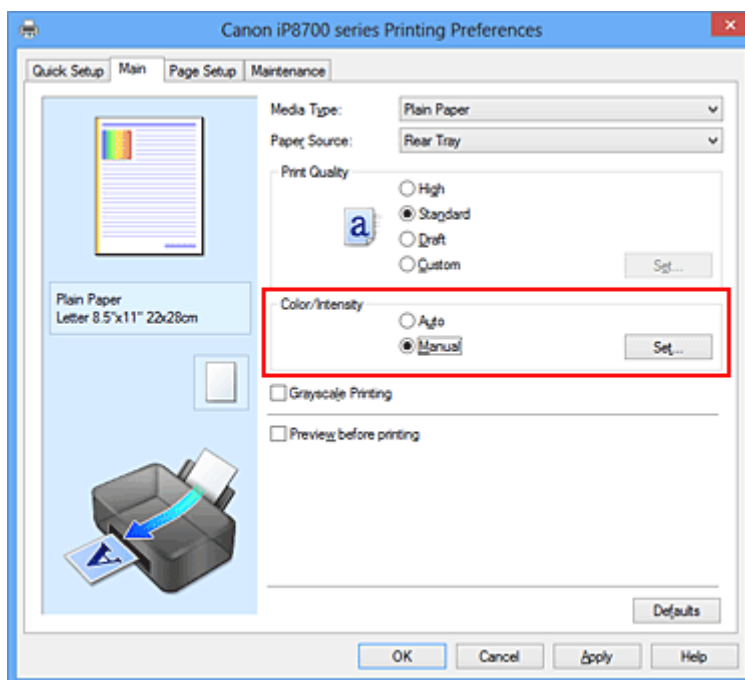 Canon iP8700 series Printing Preferences
Quick Setup Main Page Setup Maintenance
Media Type: Plain Paper
Paper Source: Rear Tray
Print Quality
High
a Standard
Draft
Custom Set...
Plain Paper
Letter 8.5"x11" 22x28cm
Color/Intensity
Auto
Manual Set...
Grayscale Printing
Preview before printing
A
Defaults
OK Cancel Apply Help